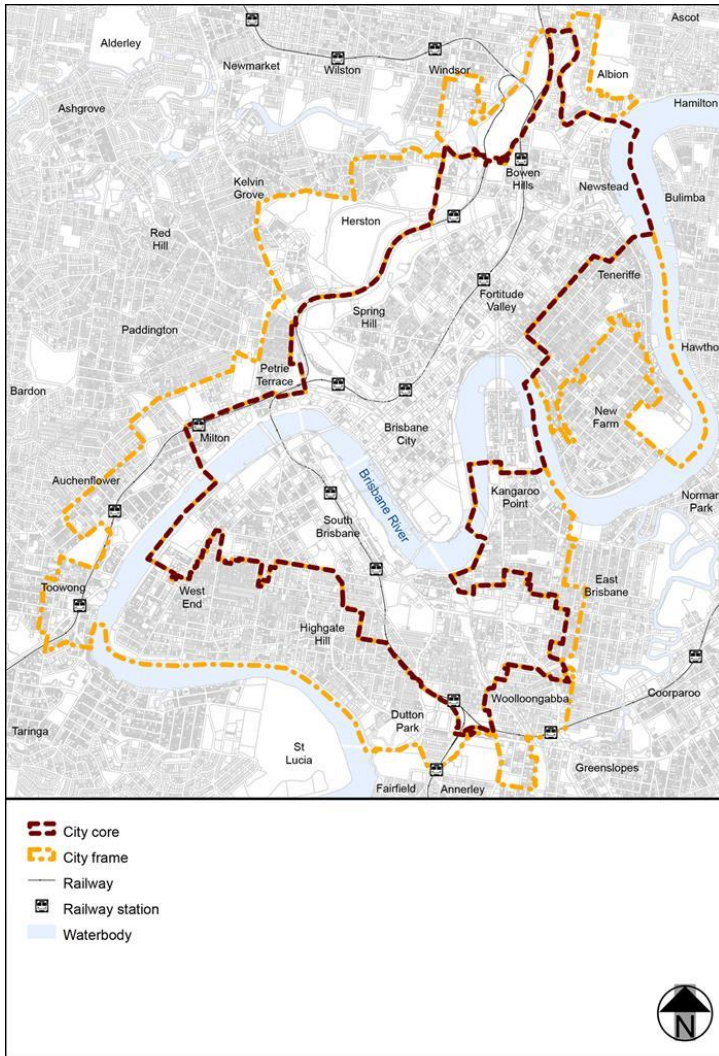 Ascot
Alderley
Newmarket
Wilston
Windsor
Albion
Hamilton
Ashgrove
Kelvin
Grove
Bowen
Hills
Newstead
Bulimba
Herston
Red
Hill
Teneriffe
Fortitude
Valley
Spring
Hill
Paddington
Hawtho
Petrie
Terrace
Bardon
New
Farm
Milton
Brisbane
City
Auchenflower
Brisbane River
Kangaroo
Point
Norman
Park
South
Brisbane
East
Brisbane
Toowong
West
End
Highgate
Hill
Woolloongabba
Coorparoo
Dutton
Park
Taringa
St
Lucia
Greenslopes
Fairfield
Annerley
City core
City frame
Railway
Railway station
Waterbody
N